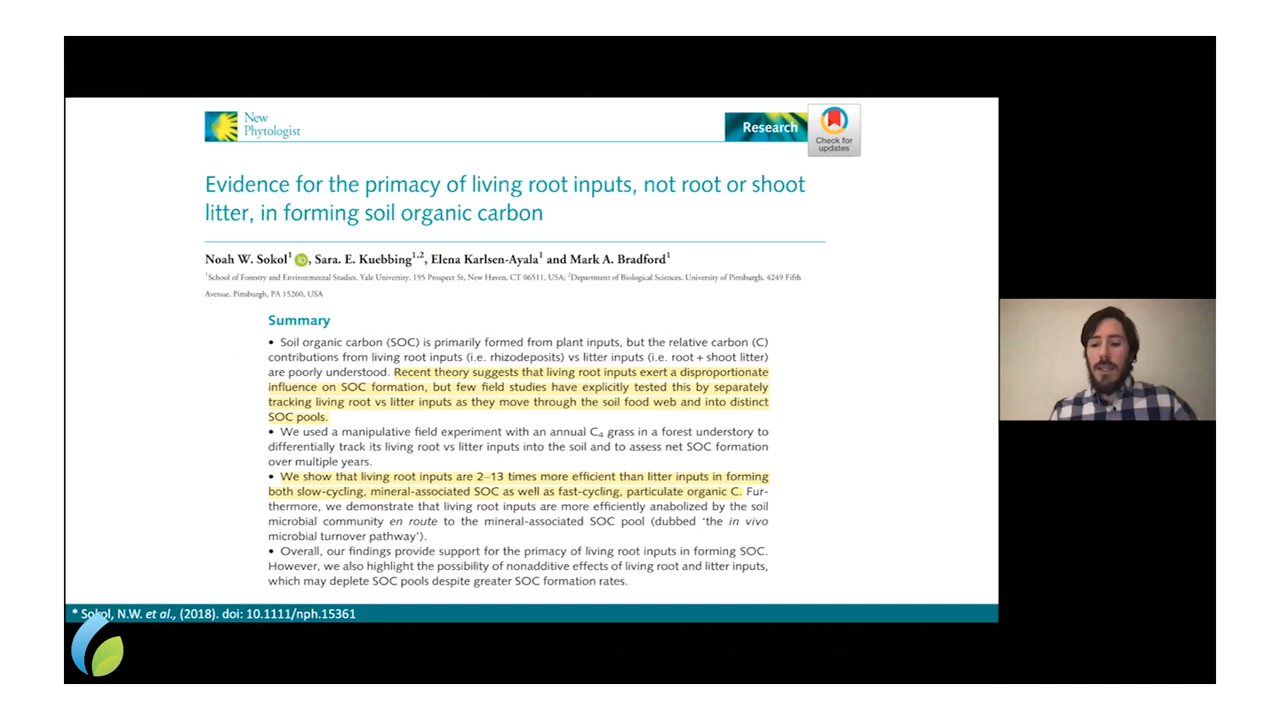 New
Phytologist
Research
Check for
updates
Evidence for the primacy of living root inputs, not root or shoot
litter, in forming soil organic carbon
Noah W. Sokol¹ iD, Sara. E. Kuebbing¹,², Elena Karlsen-Ayala¹ and Mark A. Bradford¹
¹School of Forestry and Environmental Studies, Yale University, 195 Prospect St, New Haven, CT 06511, USA; ²Department of Biological Sciences, University of Pittsburgh, 4249 Fifth
Avenue, Pittsburgh, PA 15260, USA
Summary
• Soil organic carbon (SOC) is primarily formed from plant inputs, but the relative carbon (C)
contributions from living root inputs (i.e. rhizodeposits) vs litter inputs (i.e. root + shoot litter)
are poorly understood. Recent theory suggests that living root inputs exert a disproportionate
influence on SOC formation, but few field studies have explicitly tested this by separately
tracking living root vs litter inputs as they move through the soil food web and into distinct
SOC pools.
• We used a manipulative field experiment with an annual C₄ grass in a forest understory to
differentially track its living root vs litter inputs into the soil and to assess net SOC formation
over multiple years.
• We show that living root inputs are 2–13 times more efficient than litter inputs in forming
both slow-cycling, mineral-associated SOC as well as fast-cycling, particulate organic C. Fur-
thermore, we demonstrate that living root inputs are more efficiently anabolized by the soil
microbial community en route to the mineral-associated SOC pool (dubbed ‘the in vivo
microbial turnover pathway’).
• Overall, our findings provide support for the primacy of living root inputs in forming SOC.
However, we also highlight the possibility of nonadditive effects of living root and litter inputs,
which may deplete SOC pools despite greater SOC formation rates.
* Sokol, N.W. et al., (2018). doi: 10.1111/nph.15361